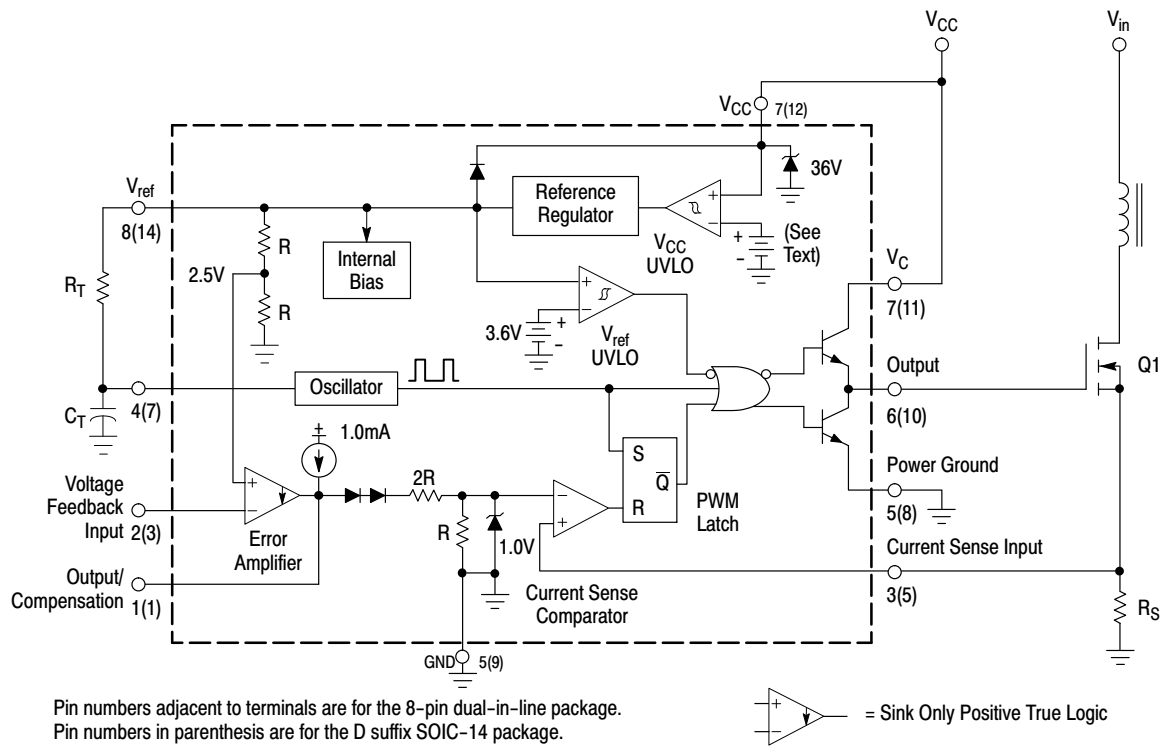 VCC
Vin
VCC 7(12)
36V
Vref
8(14)
Reference
Regulator
+
−
(See
Text)
+
−
VCC
UVLO
VC
7(11)
R
Internal
Bias
2.5V
RT
R
+
−
3.6V
+
−
Vref
UVLO
Output
6(10)
Q1
Oscillator
4(7)
CT
+
1.0mA
S
Q
R
PWM
Latch
Power Ground
5(8)
Voltage
Feedback
Input
2(3)
+
−
Error
Amplifier
2R
R
1.0V
−
+
Current Sense
Comparator
Current Sense Input
3(5)
RS
Output/
Compensation
1(1)
GND 5(9)
Pin numbers adjacent to terminals are for the 8−pin dual−in−line package.
Pin numbers in parenthesis are for the D suffix SOIC−14 package.
+
−
= Sink Only Positive True Logic